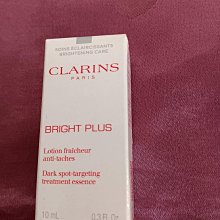 SOINS ÉCLAIRCISSANTS
BRIGHTENING CARE
CLARINS
PARIS
BRIGHT PLUS
Lotion fraîcheur
anti-taches
Dark spot-targeting
treatment essence
10 mL 0.3 Fl. Oz.